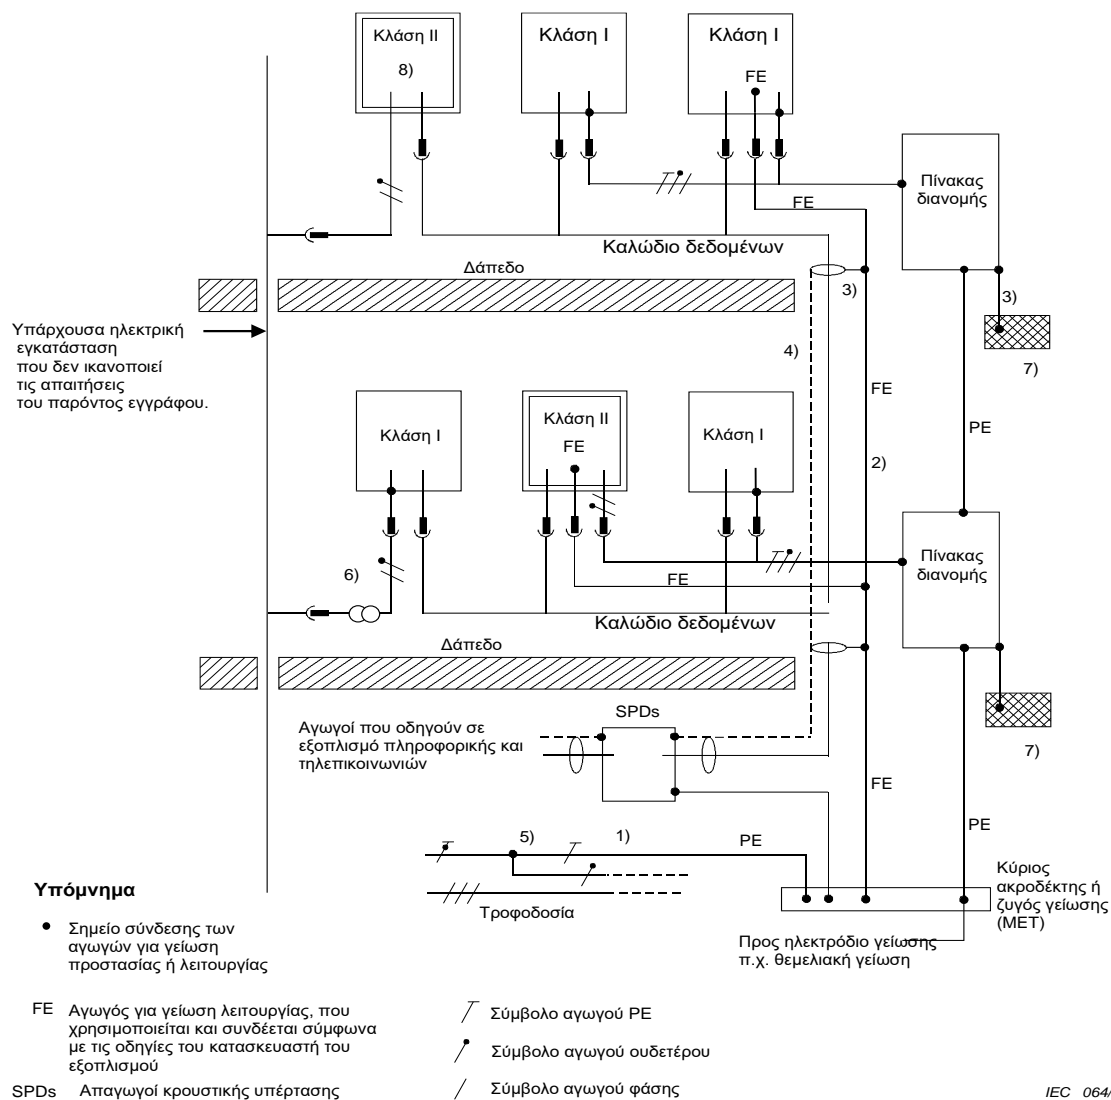 Κλάση II
8)
Κλάση I
Κλάση I
FE
Πίνακας
διανομής
FE
Καλώδιο δεδομένων
Δάπεδο
3)
3)
Υπάρχουσα ηλεκτρική
εγκατάσταση
που δεν ικανοποιεί
τις απαιτήσεις
του παρόντος εγγράφου.
4)
7)
FE
PE
Κλάση I
Κλάση II
FE
Κλάση I
2)
Πίνακας
διανομής
6)
FE
Καλώδιο δεδομένων
Δάπεδο
SPDs
Αγωγοί που οδηγούν σε
εξοπλισμό πληροφορικής και
τηλεπικοινωνιών
7)
FE
PE
5)
1)
PE
Τροφοδοσία
Κύριος
ακροδέκτης ή
ζυγός γείωσης
(MET)
Προς ηλεκτρόδιο γείωσης
π.χ. θεμελιακή γείωση
Υπόμνημα
Σημείο σύνδεσης των
αγωγών για γείωση
προστασίας ή λειτουργίας
FE Αγωγός για γείωση λειτουργίας, που
χρησιμοποιείται και συνδέεται σύμφωνα
με τις οδηγίες του κατασκευαστή του
εξοπλισμού
SPDs Απαγωγοί κρουστικής υπέρτασης
Σύμβολο αγωγού PE
Σύμβολο αγωγού ουδετέρου
Σύμβολο αγωγού φάσης
IEC 064/